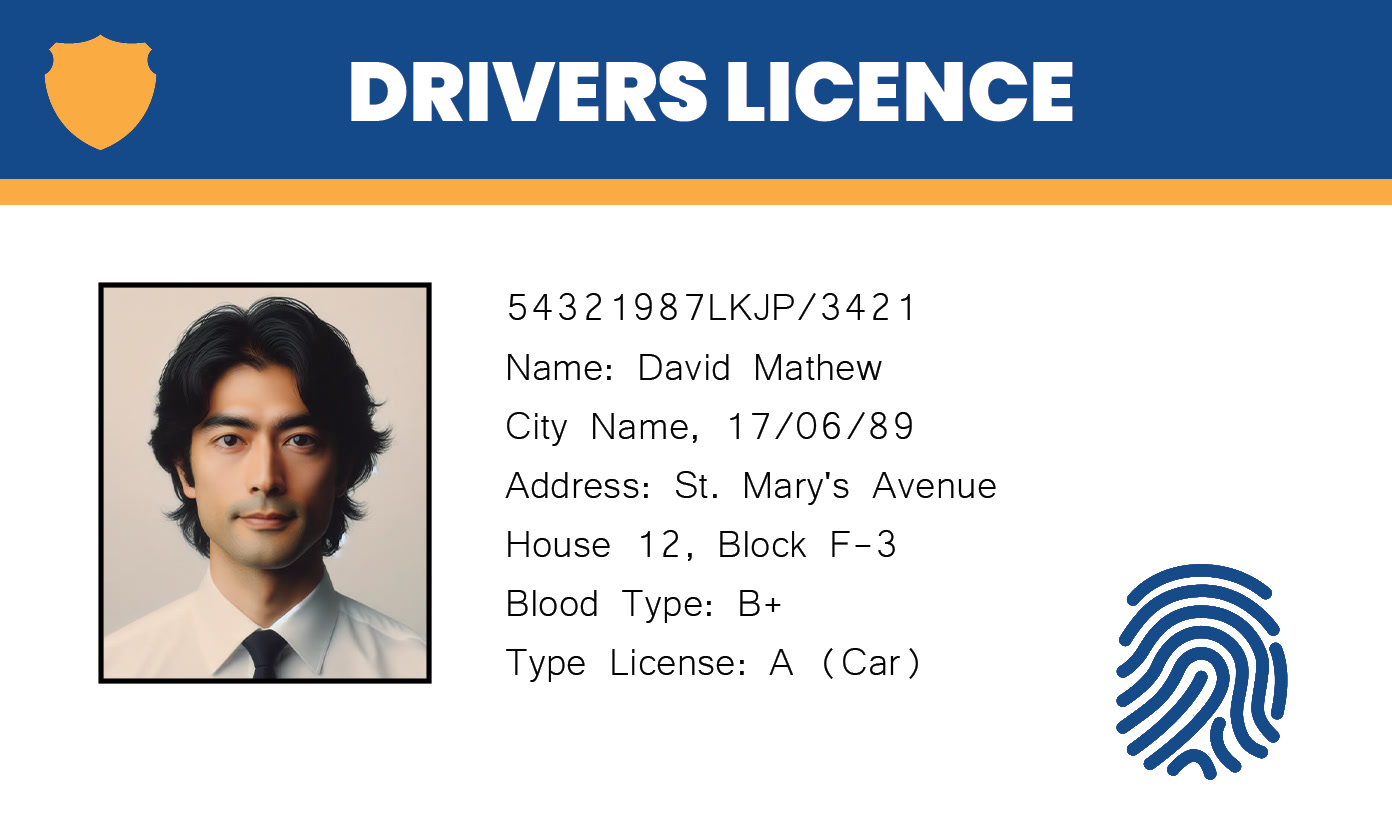 DRIVERS LICENCE
54321987LKJP/3421
Name: David Mathew
City Name, 17/06/89
Address: St. Mary's Avenue
House 12, Block F-3
Blood Type: B+
Type License: A (Car)